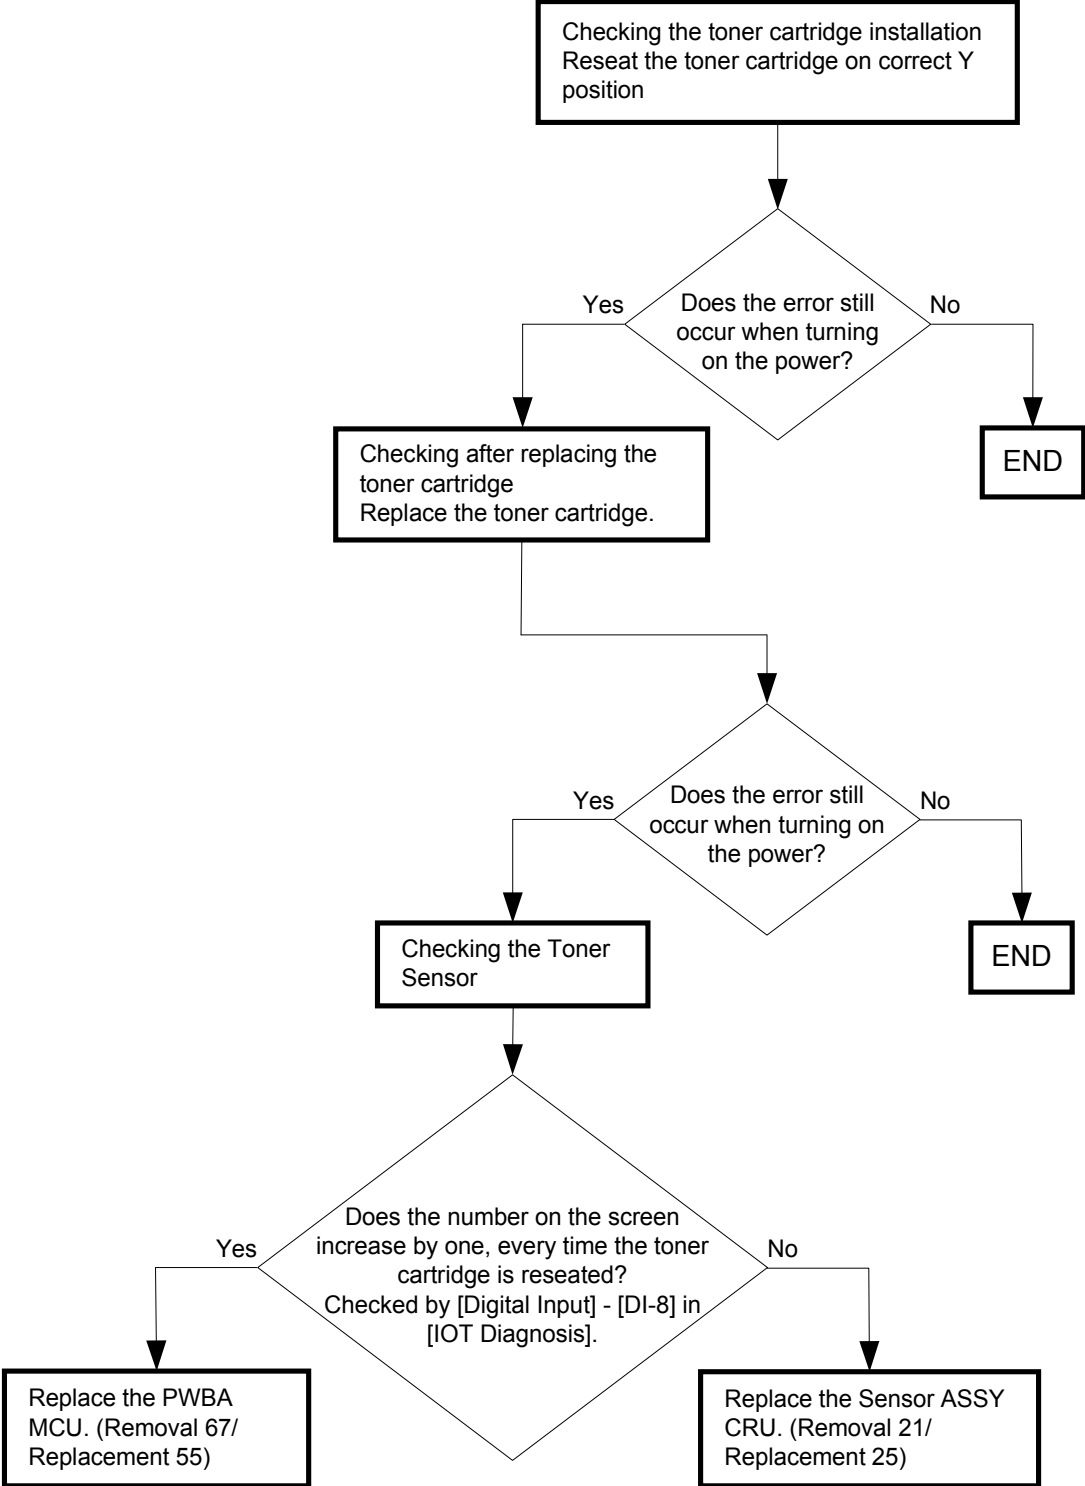 Checking the toner cartridge installation
Reseat the toner cartridge on correct Y
position
Yes
Does the error still
occur when turning
on the power?
No
END
Checking after replacing the
toner cartridge
Replace the toner cartridge.
Yes
Does the error still
occur when turning on
the power?
No
END
Checking the Toner
Sensor
Yes
Does the number on the screen
increase by one, every time the toner
cartridge is reseated?
Checked by [Digital Input] - [DI-8] in
[IOT Diagnosis].
No
Replace the PWBA
MCU. (Removal 67/
Replacement 55)
Replace the Sensor ASSY
CRU. (Removal 21/
Replacement 25)